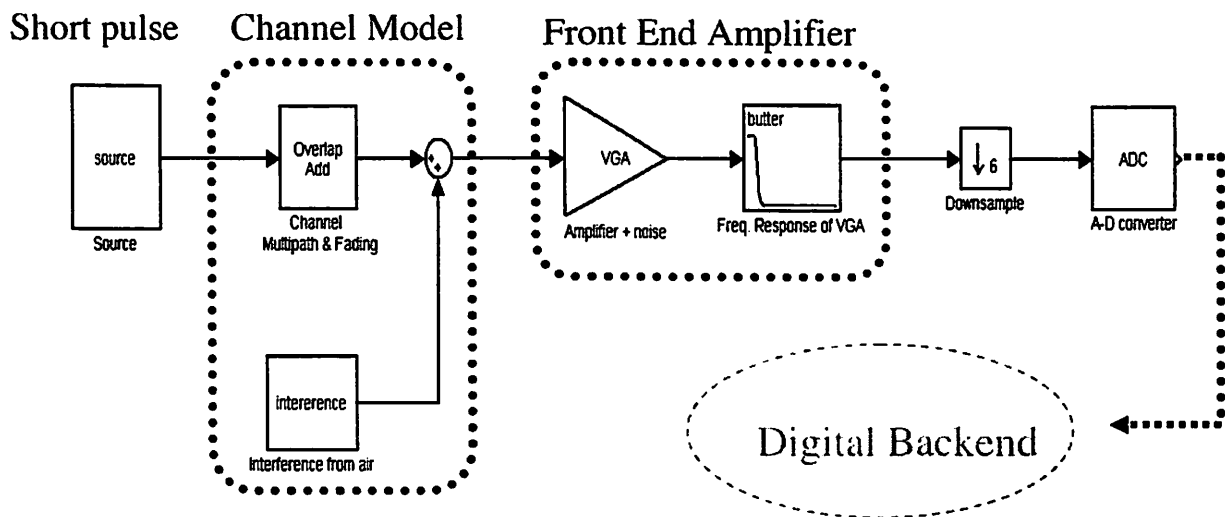 Short pulse
Channel Model
Front End Amplifier
source
Source
Overlap
Add
Channel
Multipath & Fading
+
+
intererence
Interference from air
VGA
Amplifier + noise
butter
Freq. Response of VGA
↓ 6
Downsample
ADC
A-D converter
Digital Backend